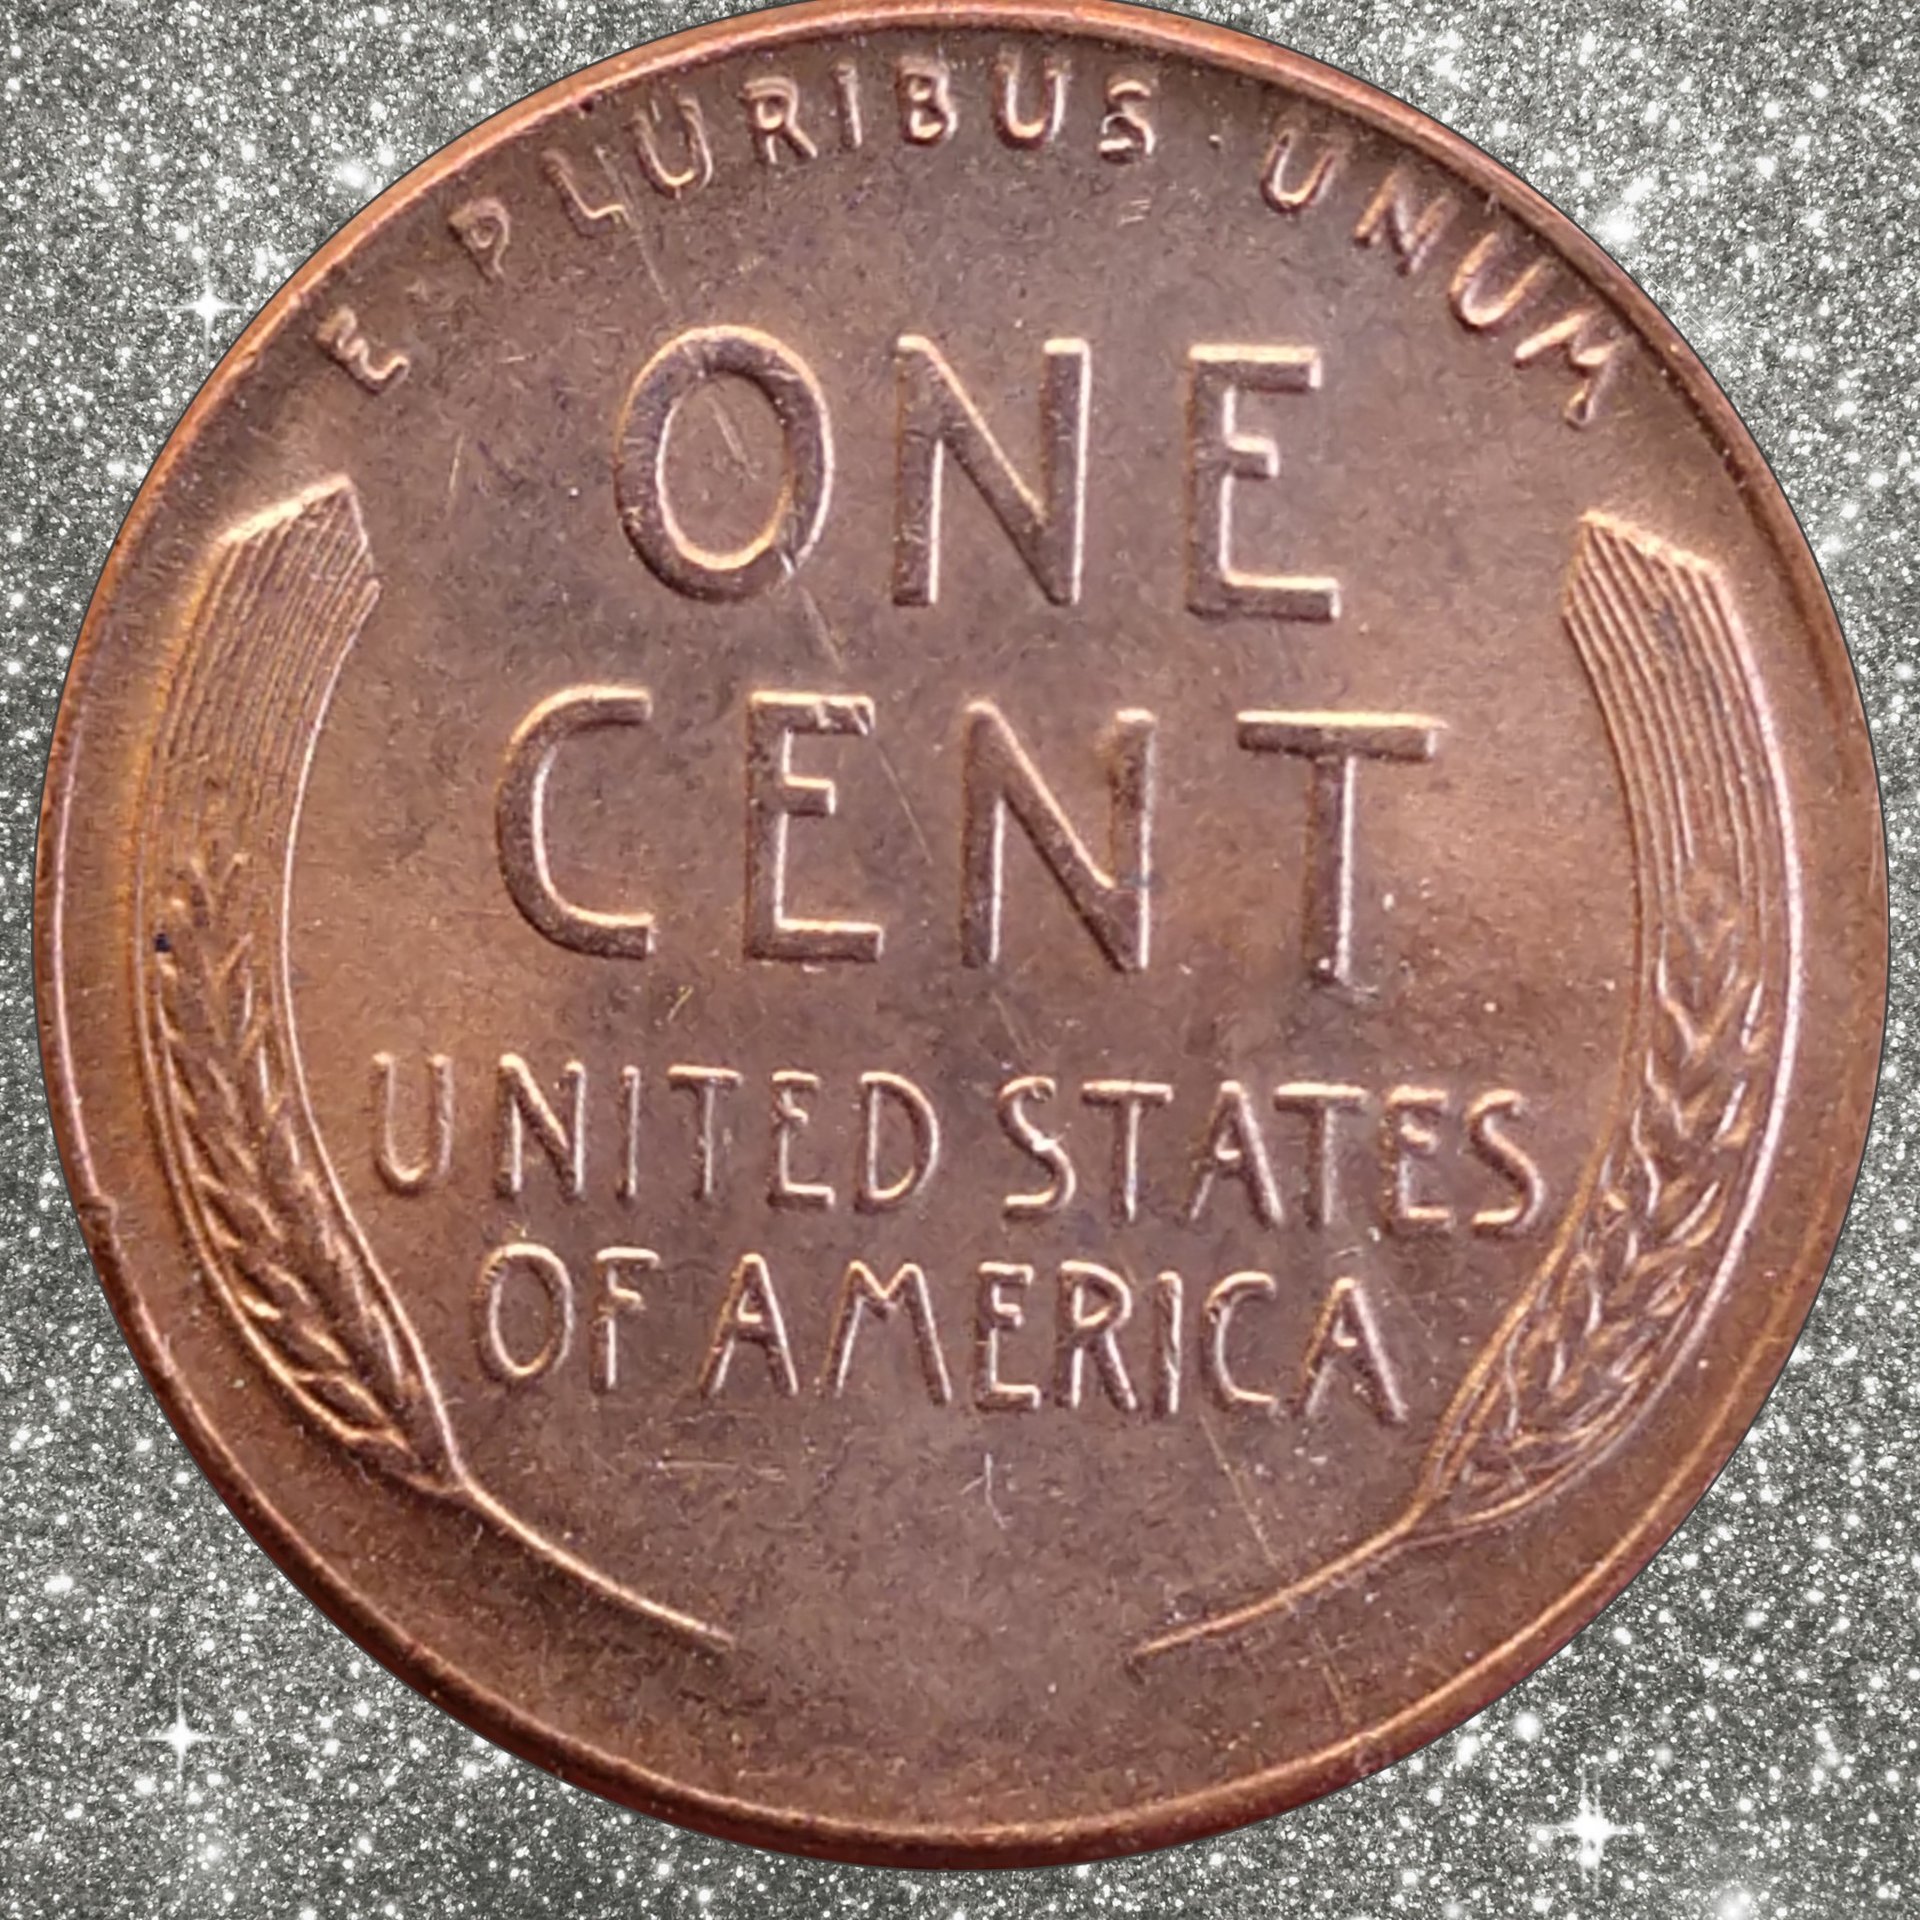 E PLURIBUS · UNUM
ONE
CENT
UNITED STATES
OF AMERICA